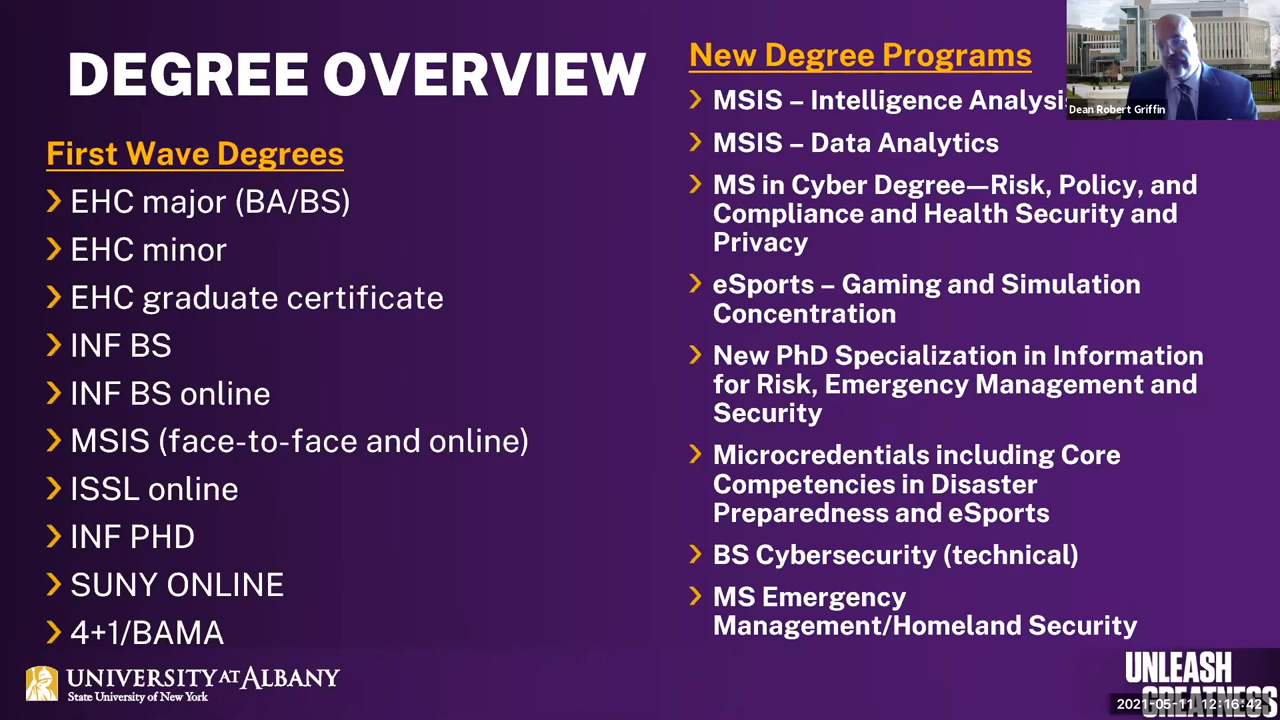 DEGREE OVERVIEW
First Wave Degrees
EHC major (BA/BS)
EHC minor
EHC graduate certificate
INF BS
INF BS online
MSIS (face-to-face and online)
ISSL online
INF PHD
SUNY ONLINE
4+1/BAMA
New Degree Programs
MSIS – Intelligence Analysi
MSIS – Data Analytics
MS in Cyber Degree—Risk, Policy, and
Compliance and Health Security and
Privacy
eSports – Gaming and Simulation
Concentration
New PhD Specialization in Information
for Risk, Emergency Management and
Security
Microcredentials including Core
Competencies in Disaster
Preparedness and eSports
BS Cybersecurity (technical)
MS Emergency
Management/Homeland Security
Dean Robert Griffin
UNIVERSITY AT ALBANY
State University of New York
UNLEASH
GREATNESS
2021-05-11 12:16:42